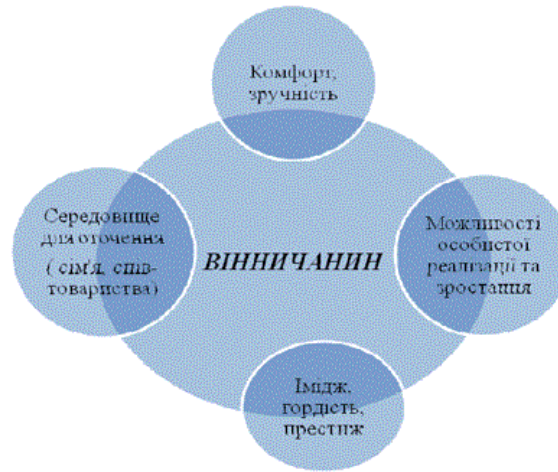 Комфорт,
зручність
Середовище
для оточення
( сім'я, спів-
товариства)
ВІННИЧАНИН
Можливості
особистої
реалізації та
зростання
Імідж,
гордість,
престиж